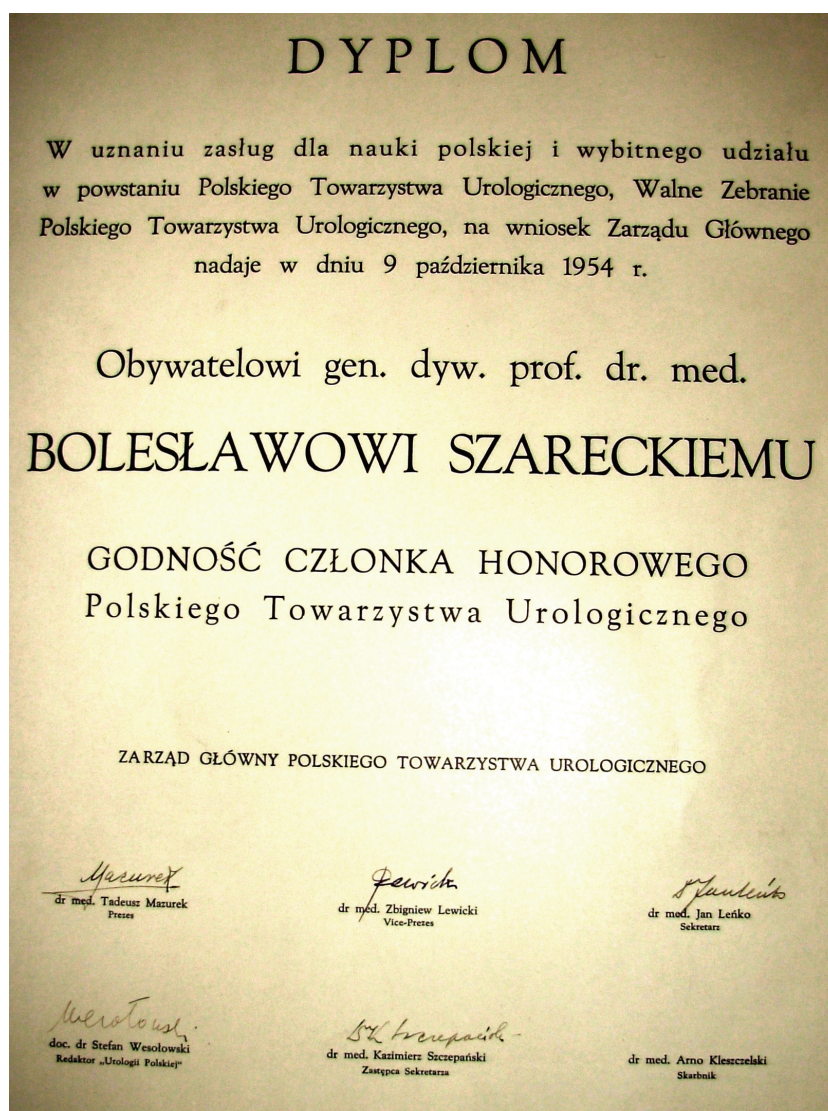 DYPLOM
W uznaniu zasług dla nauki polskiej i wybitnego udziału
w powstaniu Polskiego Towarzystwa Urologicznego, Walne Zebranie
Polskiego Towarzystwa Urologicznego, na wniosek Zarządu Głównego
nadaje w dniu 9 października 1954 r.
Obywatelowi gen. dyw. prof. dr. med.
BOLESŁAWOWI SZARECKIEMU
GODNOŚĆ CZŁONKA HONOROWEGO
Polskiego Towarzystwa Urologicznego
ZARZĄD GŁÓWNY POLSKIEGO TOWARZYSTWA UROLOGICZNEGO
Mazurek
dr med. Tadeusz Mazurek
Prezes
Lewicki
dr med. Zbigniew Lewicki
Vice-Prezes
dr med. Jan Leńko
Sekretarz
doc. dr Stefan Wesołowski
Redaktor „Urologii Polskiej"
dr med. Kazimierz Szczepański
Zastępca Sekretarza
dr med. Arno Kleszczelski
Skarbnik